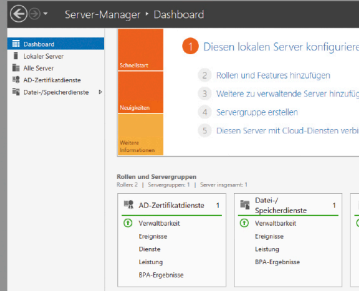 Server-Manager ‣ Dashboard
Dashboard
Lokaler Server
Alle Server
AD-Zertifikatdienste
Datei-/Speicherdienste
Schnellstart
Neuigkeiten
Weitere
Informationen
1 Diesen lokalen Server konfiguriere
2 Rollen und Features hinzufügen
3 Weitere zu verwaltende Server hinzufüg
4 Servergruppe erstellen
5 Diesen Server mit Cloud-Diensten verbi
Rollen und Servergruppen
Rollen: 2 | Servergruppen: 1 | Server insgesamt: 1
AD-Zertifikatdienste 1
Verwaltbarkeit
Ereignisse
Dienste
Leistung
BPA-Ergebnisse
Datei-/
Speicherdienste 1
Verwaltbarkeit
Ereignisse
Leistung
BPA-Ergebnisse